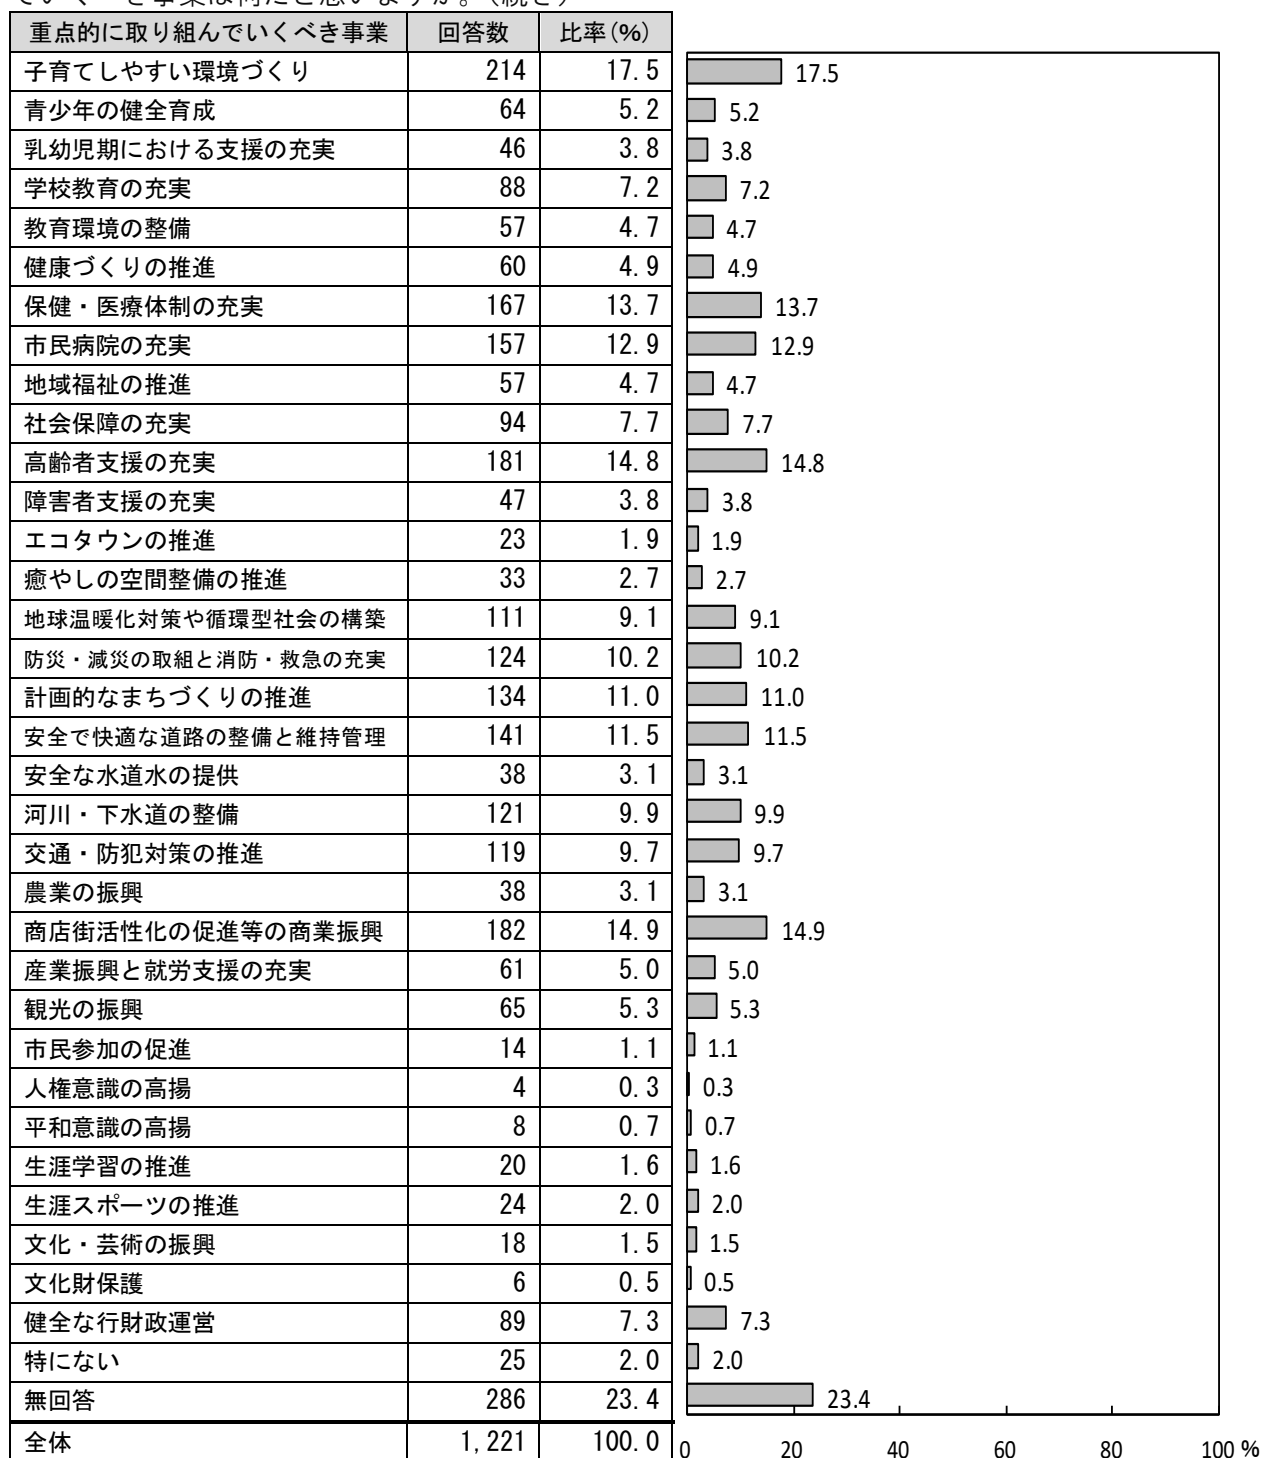 重点的に取り組んでいくべき事業 回答数 比率(%)
子育てしやすい環境づくり 214 17.5 17.5
青少年の健全育成 64 5.2 5.2
乳幼児期における支援の充実 46 3.8 3.8
学校教育の充実 88 7.2 7.2
教育環境の整備 57 4.7 4.7
健康づくりの推進 60 4.9 4.9
保健・医療体制の充実 167 13.7 13.7
市民病院の充実 157 12.9 12.9
地域福祉の推進 57 4.7 4.7
社会保障の充実 94 7.7 7.7
高齢者支援の充実 181 14.8 14.8
障害者支援の充実 47 3.8 3.8
エコタウンの推進 23 1.9 1.9
癒やしの空間整備の推進 33 2.7 2.7
地球温暖化対策や循環型社会の構築 111 9.1 9.1
防災・減災の取組と消防・救急の充実 124 10.2 10.2
計画的なまちづくりの推進 134 11.0 11.0
安全で快適な道路の整備と維持管理 141 11.5 11.5
安全な水道水の提供 38 3.1 3.1
河川・下水道の整備 121 9.9 9.9
交通・防犯対策の推進 119 9.7 9.7
農業の振興 38 3.1 3.1
商店街活性化の促進等の商業振興 182 14.9 14.9
産業振興と就労支援の充実 61 5.0 5.0
観光の振興 65 5.3 5.3
市民参加の促進 14 1.1 1.1
人権意識の高揚 4 0.3 0.3
平和意識の高揚 8 0.7 0.7
生涯学習の推進 20 1.6 1.6
生涯スポーツの推進 24 2.0 2.0
文化・芸術の振興 18 1.5 1.5
文化財保護 6 0.5 0.5
健全な行財政運営 89 7.3 7.3
特にない 25 2.0 2.0
無回答 286 23.4 23.4
全体 1,221 100.0 0 20 40 60 80 100 %